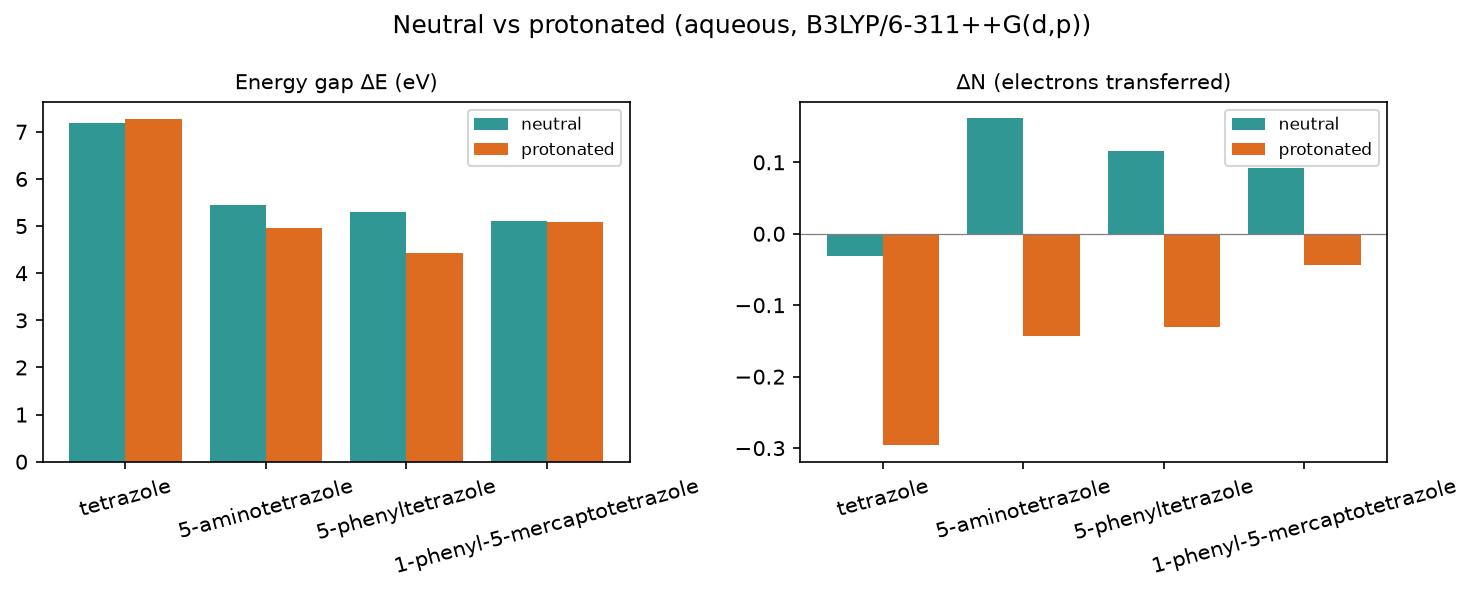 Neutral vs protonated (aqueous, B3LYP/6-311++G(d,p))
Energy gap ΔE (eV)
neutral
protonated
7
6
5
4
3
2
1
0
tetrazole
5-aminotetrazole
5-phenyltetrazole
1-phenyl-5-mercaptotetrazole
ΔN (electrons transferred)
neutral
protonated
0.1
0.0
−0.1
−0.2
−0.3
tetrazole
5-aminotetrazole
5-phenyltetrazole
1-phenyl-5-mercaptotetrazole